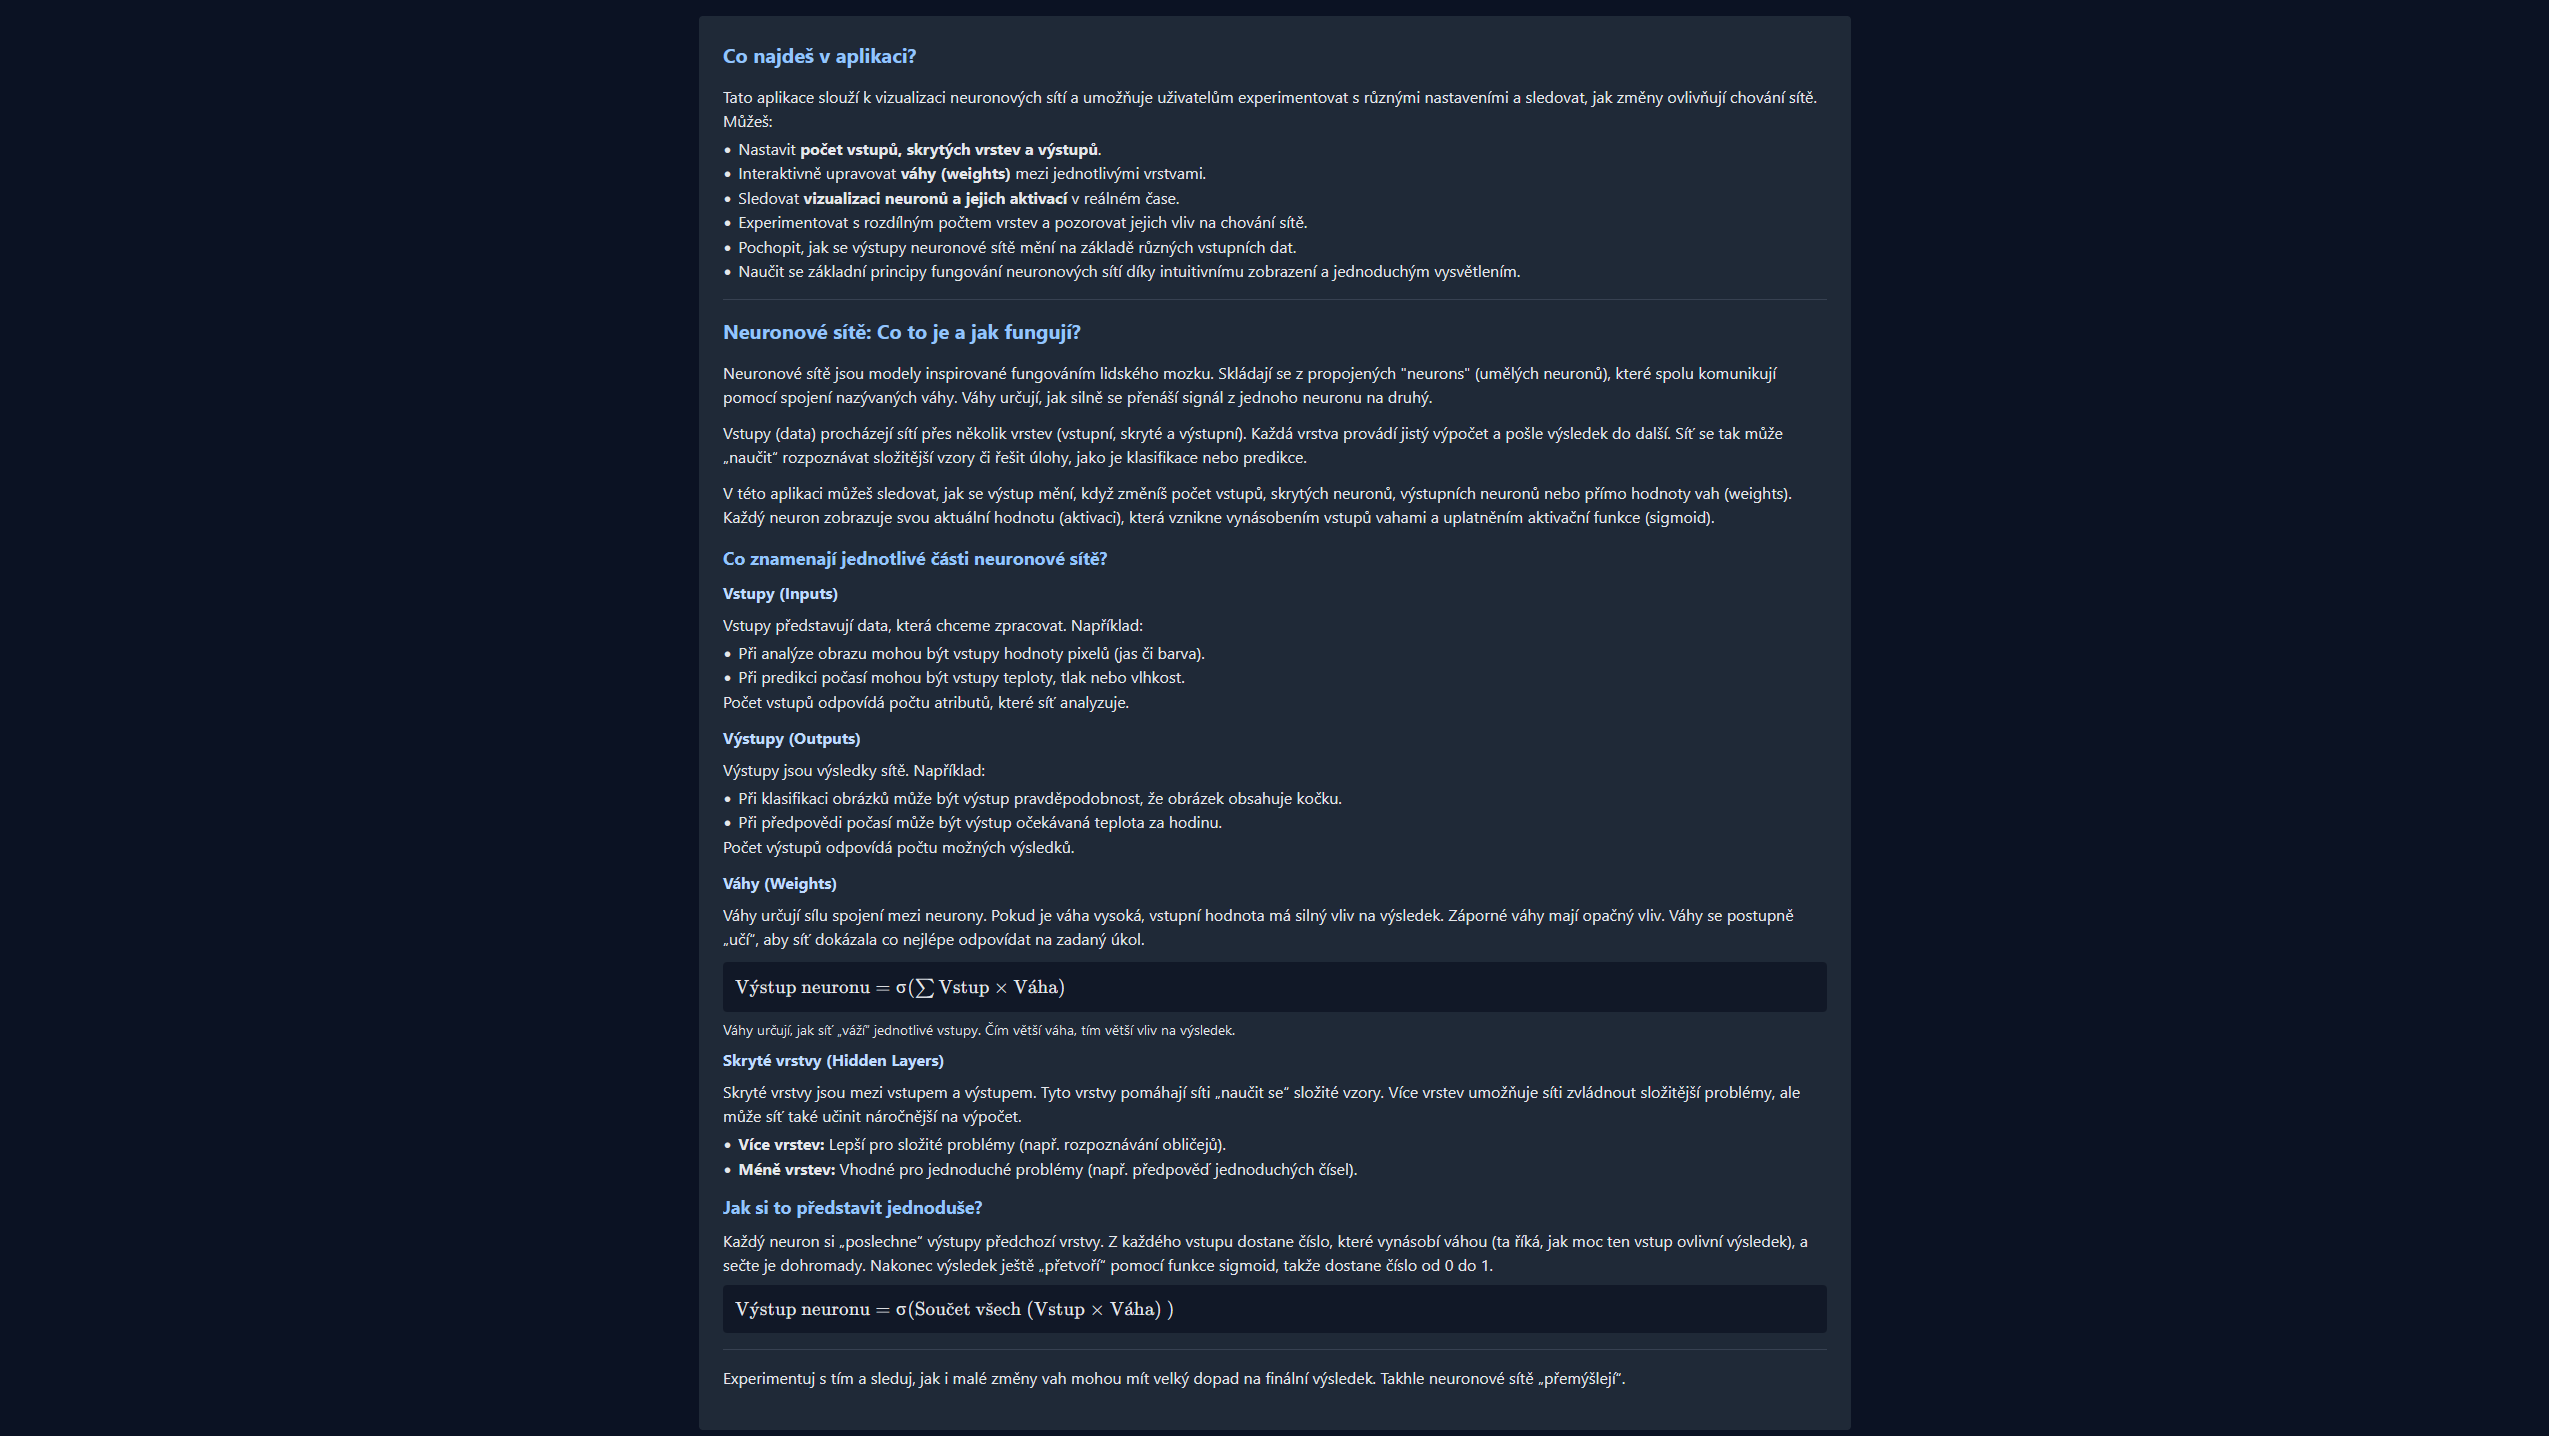 Co najdeš v aplikaci?
Tato aplikace slouží k vizualizaci neuronových sítí a umožňuje uživatelům experimentovat s různými nastaveními a sledovat, jak změny ovlivňují chování sítě.
Můžeš:
• Nastavit počet vstupů, skrytých vrstev a výstupů.
• Interaktivně upravovat váhy (weights) mezi jednotlivými vrstvami.
• Sledovat vizualizaci neuronů a jejich aktivací v reálném čase.
• Experimentovat s rozdílným počtem vrstev a pozorovat jejich vliv na chování sítě.
• Pochopit, jak se výstupy neuronové sítě mění na základě různých vstupních dat.
• Naučit se základní principy fungování neuronových sítí díky intuitivnímu zobrazení a jednoduchým vysvětlením.
Neuronové sítě: Co to je a jak fungují?
Neuronové sítě jsou modely inspirované fungováním lidského mozku. Skládají se z propojených "neurons" (umělých neuronů), které spolu komunikují
pomocí spojení nazývaných váhy. Váhy určují, jak silně se přenáší signál z jednoho neuronu na druhý.
Vstupy (data) procházejí sítí přes několik vrstev (vstupní, skryté a výstupní). Každá vrstva provádí jistý výpočet a pošle výsledek do další. Síť se tak může
„naučit“ rozpoznávat složitější vzory či řešit úlohy, jako je klasifikace nebo predikce.
V této aplikaci můžeš sledovat, jak se výstup mění, když změníš počet vstupů, skrytých neuronů, výstupních neuronů nebo přímo hodnoty vah (weights).
Každý neuron zobrazuje svou aktuální hodnotu (aktivaci), která vznikne vynásobením vstupů vahami a uplatněním aktivační funkce (sigmoid).
Co znamenají jednotlivé části neuronové sítě?
Vstupy (Inputs)
Vstupy představují data, která chceme zpracovat. Například:
• Při analýze obrazu mohou být vstupy hodnoty pixelů (jas či barva).
• Při predikci počasí mohou být vstupy teploty, tlak nebo vlhkost.
Počet vstupů odpovídá počtu atributů, které síť analyzuje.
Výstupy (Outputs)
Výstupy jsou výsledky sítě. Například:
• Při klasifikaci obrázků může být výstup pravděpodobnost, že obrázek obsahuje kočku.
• Při předpovědi počasí může být výstup očekávaná teplota za hodinu.
Počet výstupů odpovídá počtu možných výsledků.
Váhy (Weights)
Váhy určují sílu spojení mezi neurony. Pokud je váha vysoká, vstupní hodnota má silný vliv na výsledek. Záporné váhy mají opačný vliv. Váhy se postupně
„učí“, aby síť dokázala co nejlépe odpovídat na zadaný úkol.
Výstup neuronu = σ(∑ Vstup × Váha)
Váhy určují, jak síť „váží“ jednotlivé vstupy. Čím větší váha, tím větší vliv na výsledek.
Skryté vrstvy (Hidden Layers)
Skryté vrstvy jsou mezi vstupem a výstupem. Tyto vrstvy pomáhají síti „naučit se“ složité vzory. Více vrstev umožňuje síti zvládnout složitější problémy, ale
může síť také učinit náročnější na výpočet.
• Více vrstev: Lepší pro složité problémy (např. rozpoznávání obličejů).
• Méně vrstev: Vhodné pro jednoduché problémy (např. předpověď jednoduchých čísel).
Jak si to představit jednoduše?
Každý neuron si „poslechne“ výstupy předchozí vrstvy. Z každého vstupu dostane číslo, které vynásobí váhou (ta říká, jak moc ten vstup ovlivní výsledek), a
sečte je dohromady. Nakonec výsledek ještě „přetvoří“ pomocí funkce sigmoid, takže dostane číslo od 0 do 1.
Výstup neuronu = σ(Součet všech (Vstup × Váha) )
Experimentuj s tím a sleduj, jak i malé změny vah mohou mít velký dopad na finální výsledek. Takhle neuronové sítě „přemýšlejí“.